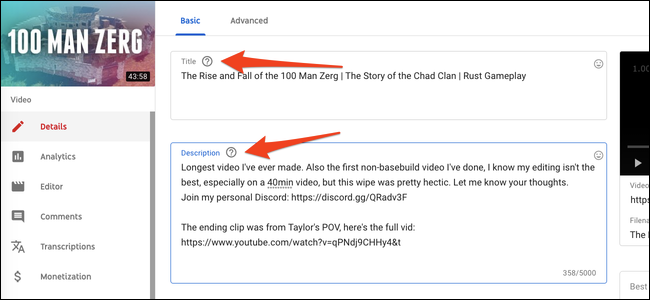 100 MAN ZERG
43:58
Video
Details
Analytics
Editor
Comments
Transcriptions
Monetization
Basic
Advanced
Title
The Rise and Fall of the 100 Man Zerg | The Story of the Chad Clan | Rust Gameplay
Description
Longest video I've ever made. Also the first non-basebuild video I've done, I know my editing isn't the
best, especially on a 40min video, but this wipe was pretty hectic. Let me know your thoughts.
Join my personal Discord: https://discord.gg/QRadv3F
The ending clip was from Taylor's POV, here's the full vid:
https://www.youtube.com/watch?v=qPNdj9CHHy4&t
358/5000
1.00
Video
https
Filena
The
Best